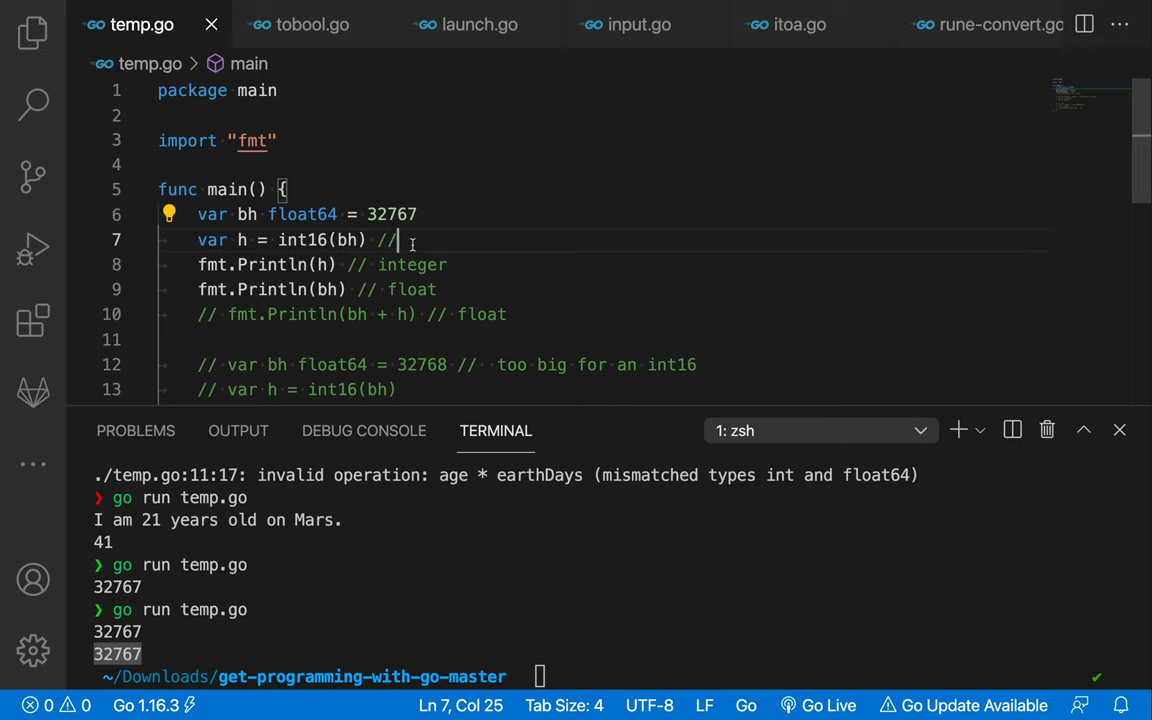 temp.go tobool.go launch.go input.go itoa.go rune-convert.go
temp.go > main
1 package main
2
3 import "fmt"
4
5 func main() {
6 var bh float64 = 32767
7 var h = int16(bh) //
8 fmt.Println(h) // integer
9 fmt.Println(bh) // float
10 // fmt.Println(bh + h) // float
11
12 // var bh float64 = 32768 // too big for an int16
13 // var h = int16(bh)
PROBLEMS OUTPUT DEBUG CONSOLE TERMINAL 1: zsh
./temp.go:11:17: invalid operation: age * earthDays (mismatched types int and float64)
❯ go run temp.go
I am 21 years old on Mars.
41
❯ go run temp.go
32767
❯ go run temp.go
32767
32767
~/Downloads/get-programming-with-go-master
0 0 Go 1.16.3 Ln 7, Col 25 Tab Size: 4 UTF-8 LF Go Go Live Go Update Available